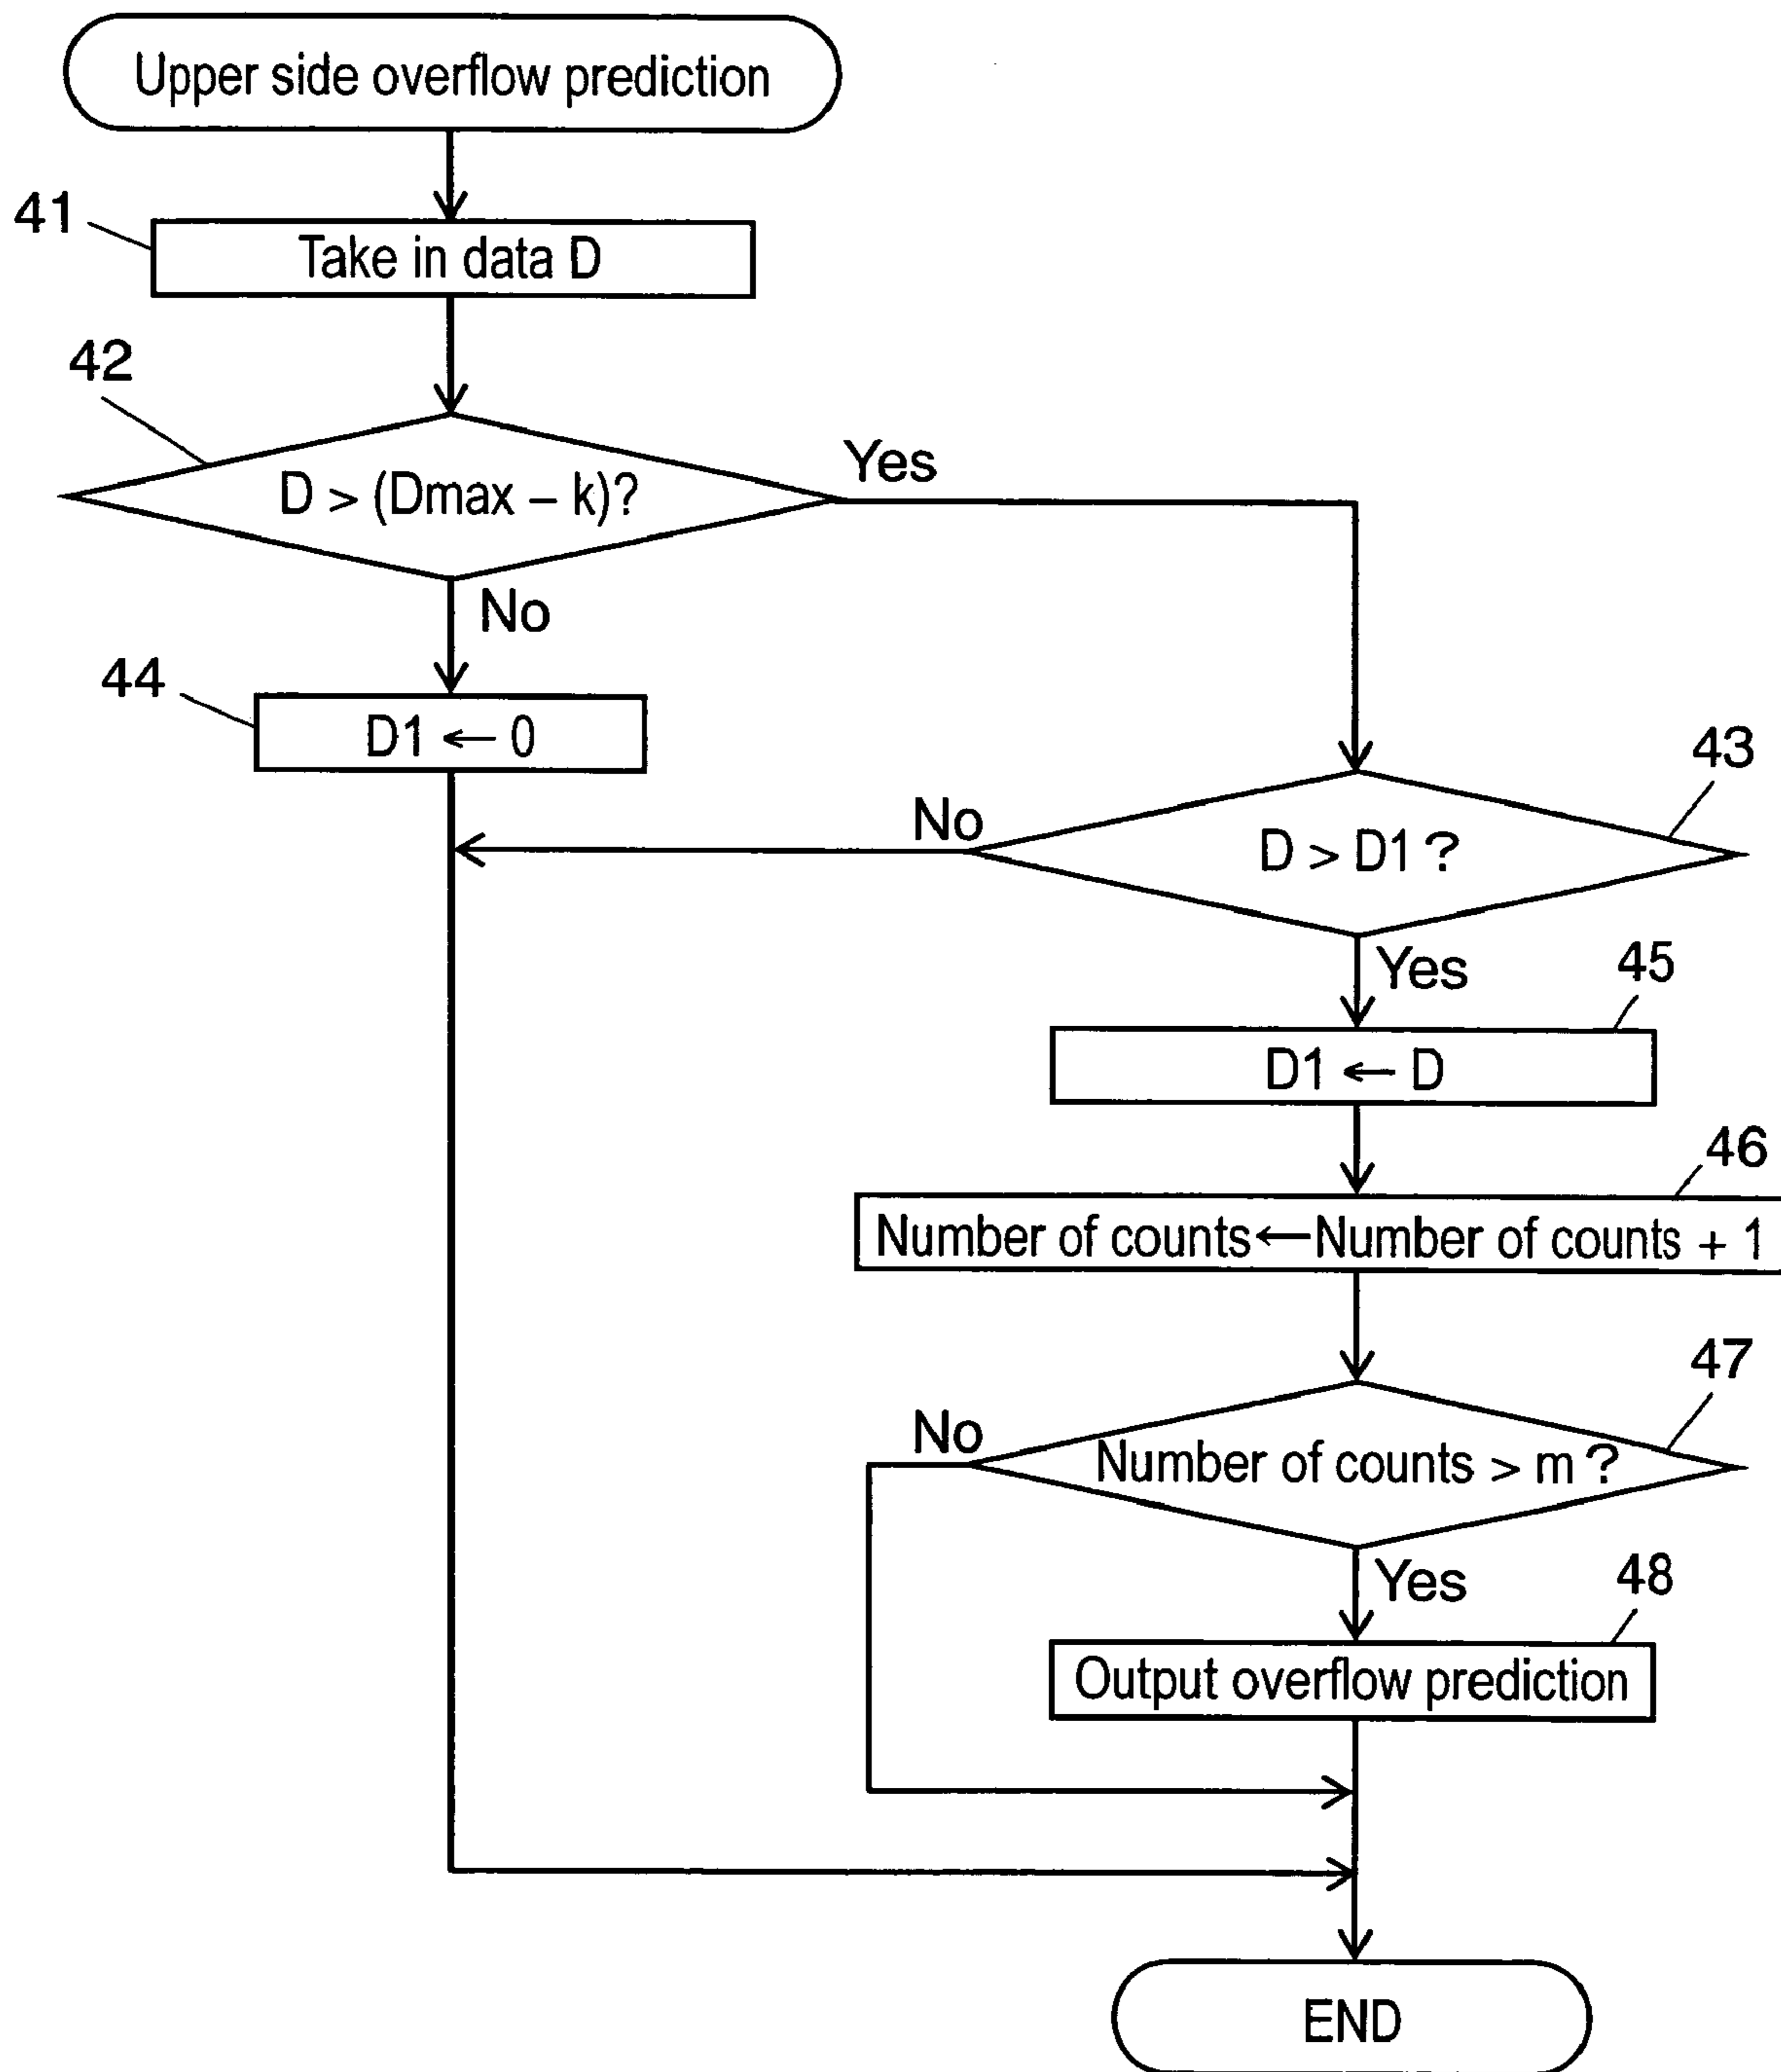 Upper side overflow prediction
41
Take in data D
42
D > (Dmax – k)?
Yes
No
44
D1 ← 0
43
No
D > D1 ?
Yes
45
D1 ← D
46
Number of counts←Number of counts + 1
47
No
Number of counts > m ?
Yes
48
Output overflow prediction
END